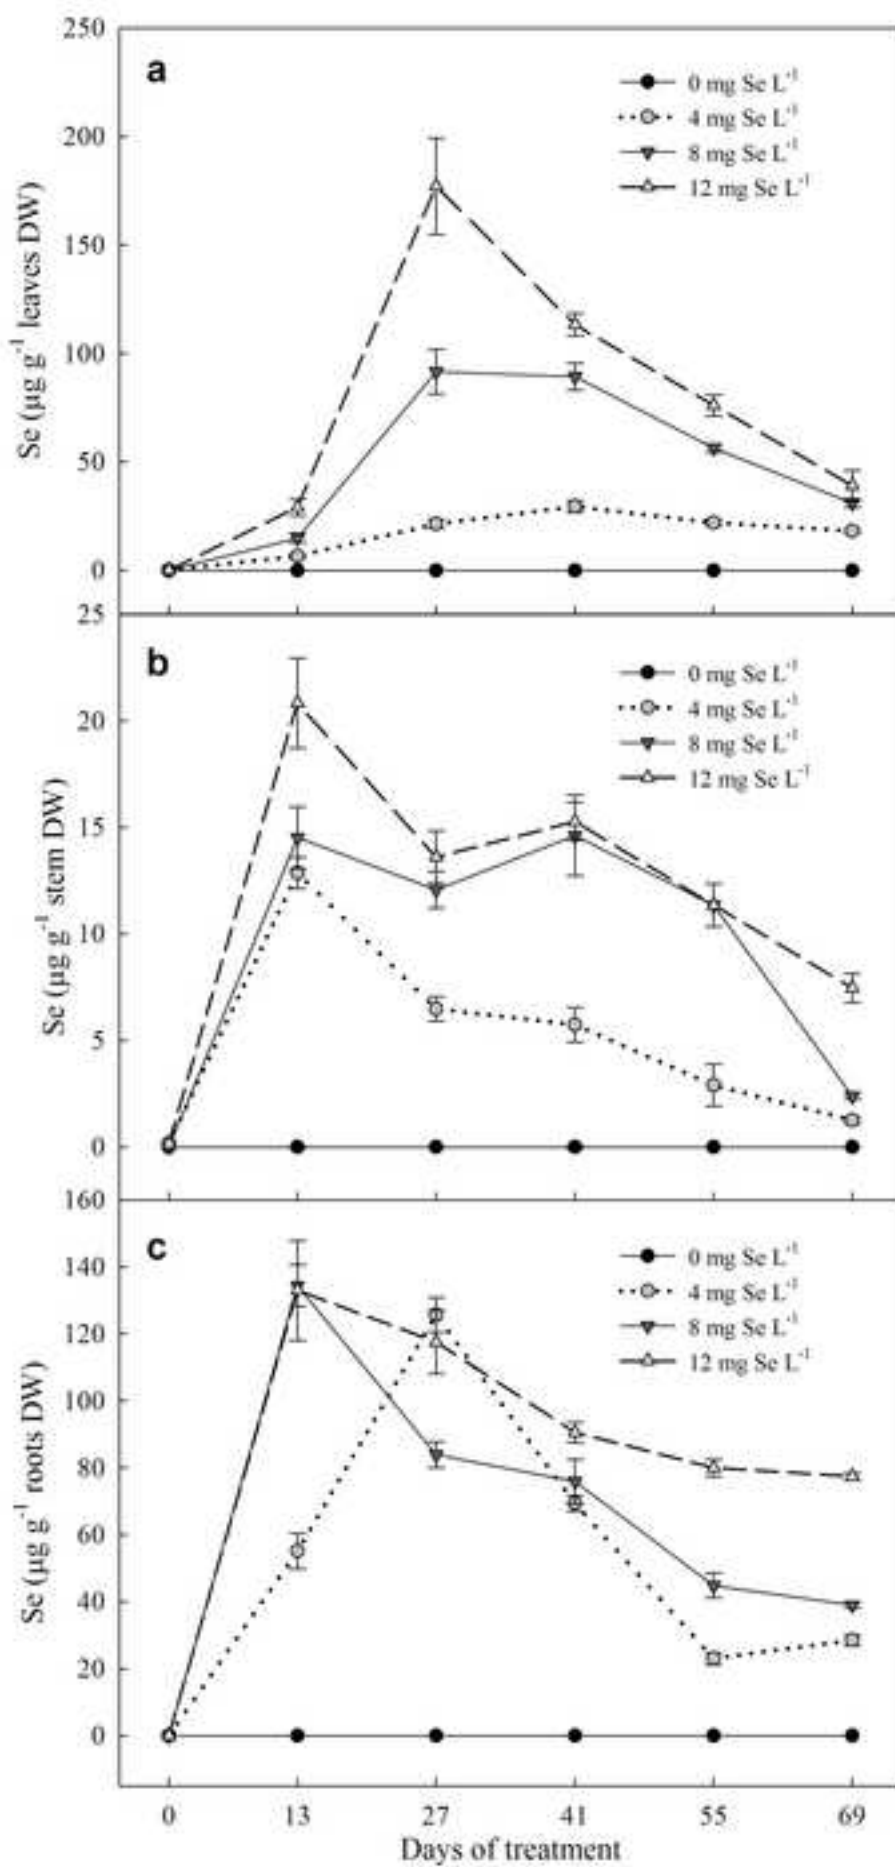 250
a
0 mg Se L⁻¹
4 mg Se L⁻¹
8 mg Se L⁻¹
12 mg Se L⁻¹
200
150
100
50
0
Se (µg g⁻¹ leaves DW)
25
b
0 mg Se L⁻¹
4 mg Se L⁻¹
8 mg Se L⁻¹
12 mg Se L⁻¹
20
15
10
5
0
Se (µg g⁻¹ stem DW)
160
c
0 mg Se L⁻¹
4 mg Se L⁻¹
8 mg Se L⁻¹
12 mg Se L⁻¹
140
120
100
80
60
40
20
0
Se (µg g⁻¹ roots DW)
0 13 27 41 55 69
Days of treatment